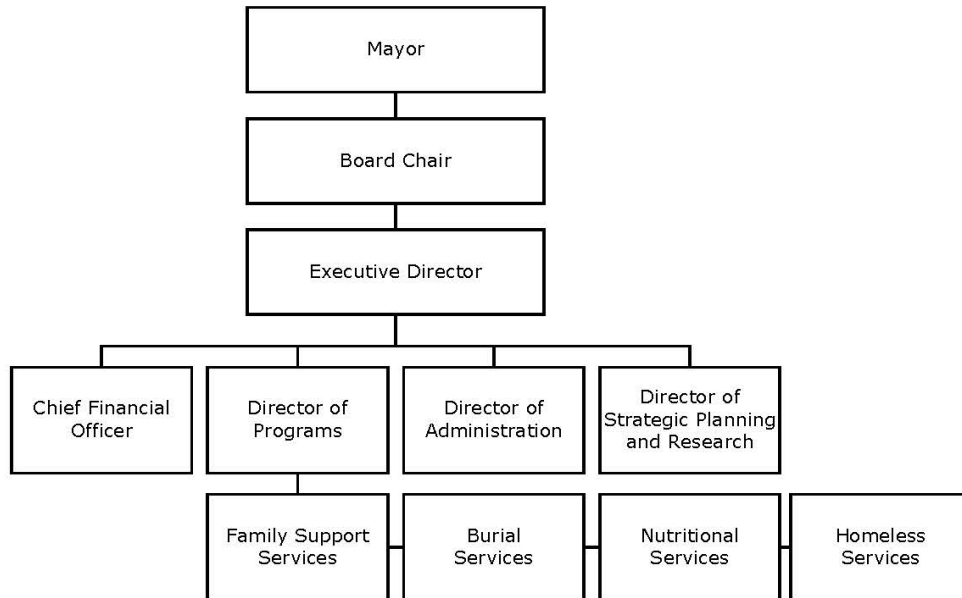 Mayor
Board Chair
Executive Director
Chief Financial
Officer
Director of
Programs
Director of
Administration
Director of
Strategic Planning
and Research
Family Support
Services
Burial
Services
Nutritional
Services
Homeless
Services